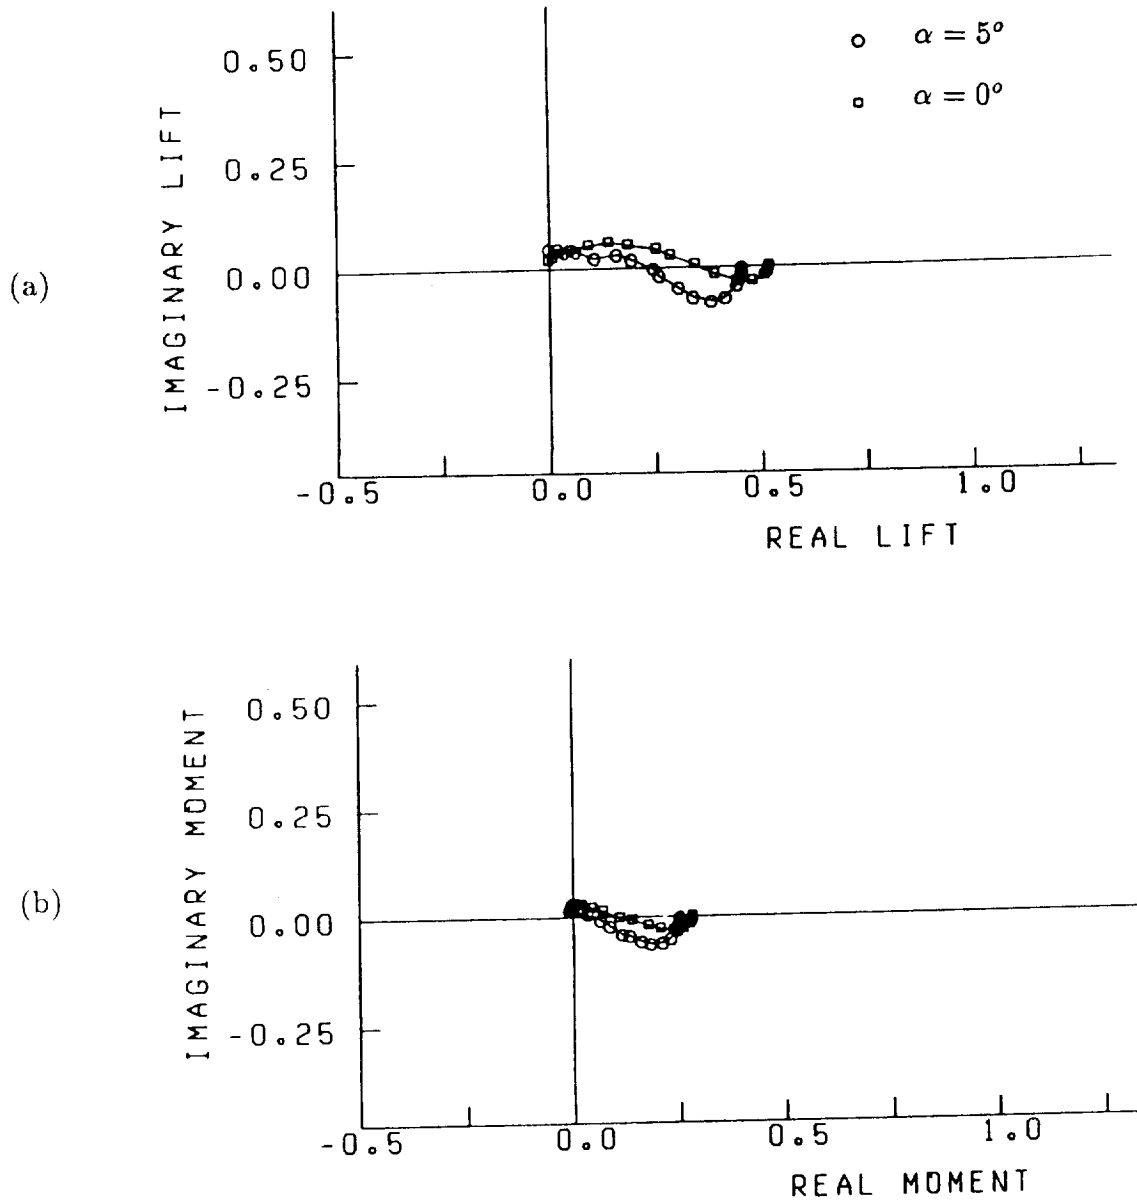 α = 5°
α = 0°
(a)
IMAGINARY LIFT
0.50
0.25
0.00
-0.25
-0.5
0.0
0.5
1.0
REAL LIFT
(b)
IMAGINARY MOMENT
0.50
0.25
0.00
-0.25
-0.5
0.0
0.5
1.0
REAL MOMENT